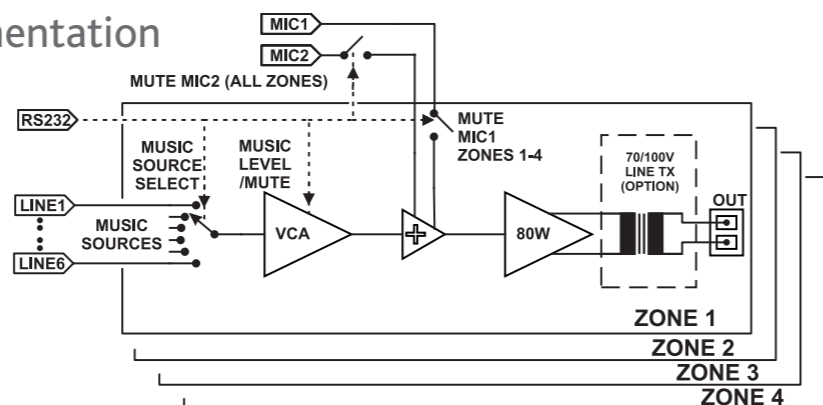 nentation
MIC1
MIC2
MUTE MIC2 (ALL ZONES)
RS232
MUTE
MIC1
ZONES 1-4
MUSIC
SOURCE
SELECT
MUSIC
LEVEL
/MUTE
70/100V
LINE TX
(OPTION)
OUT
LINE1
MUSIC
SOURCES
LINE6
VCA
+
80W
ZONE 1
ZONE 2
ZONE 3
ZONE 4